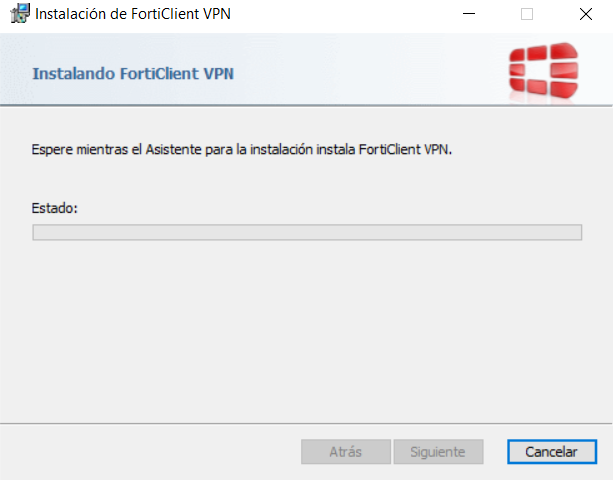 Instalación de FortiClient VPN
Instalando FortiClient VPN
Espere mientras el Asistente para la instalación instala FortiClient VPN.
Estado:
Atrás
Siguiente
Cancelar